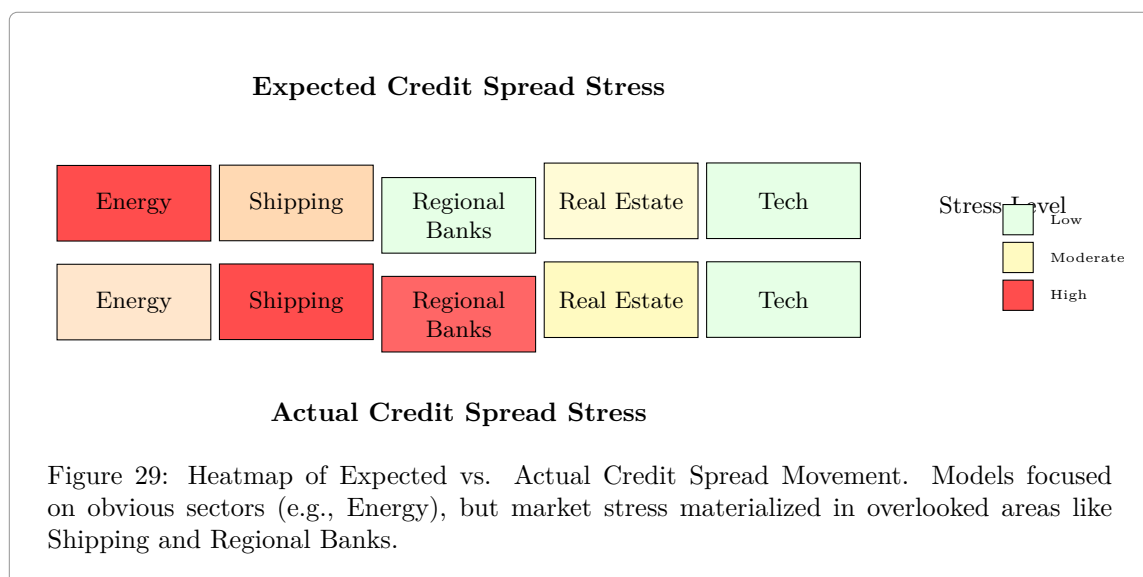 Expected Credit Spread Stress
Energy
Shipping
Regional
Banks
Real Estate
Tech
Energy
Shipping
Regional
Banks
Real Estate
Tech
Stress Level
Low
Moderate
High
Actual Credit Spread Stress
Figure 29: Heatmap of Expected vs. Actual Credit Spread Movement. Models focused
on obvious sectors (e.g., Energy), but market stress materialized in overlooked areas like
Shipping and Regional Banks.